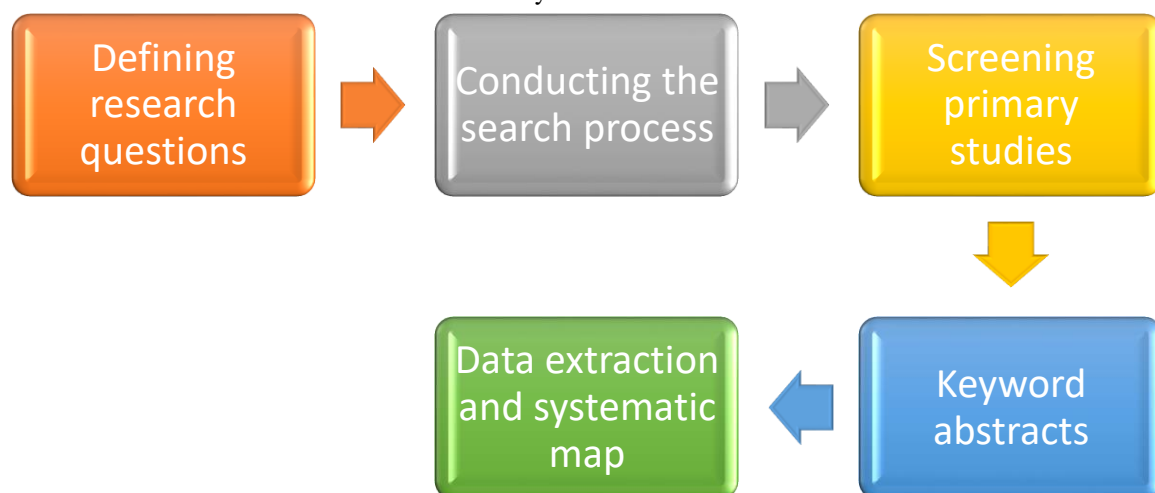 Defining
research
questions
Conducting the
search process
Screening
primary
studies
Keyword
abstracts
Data extraction
and systematic
map